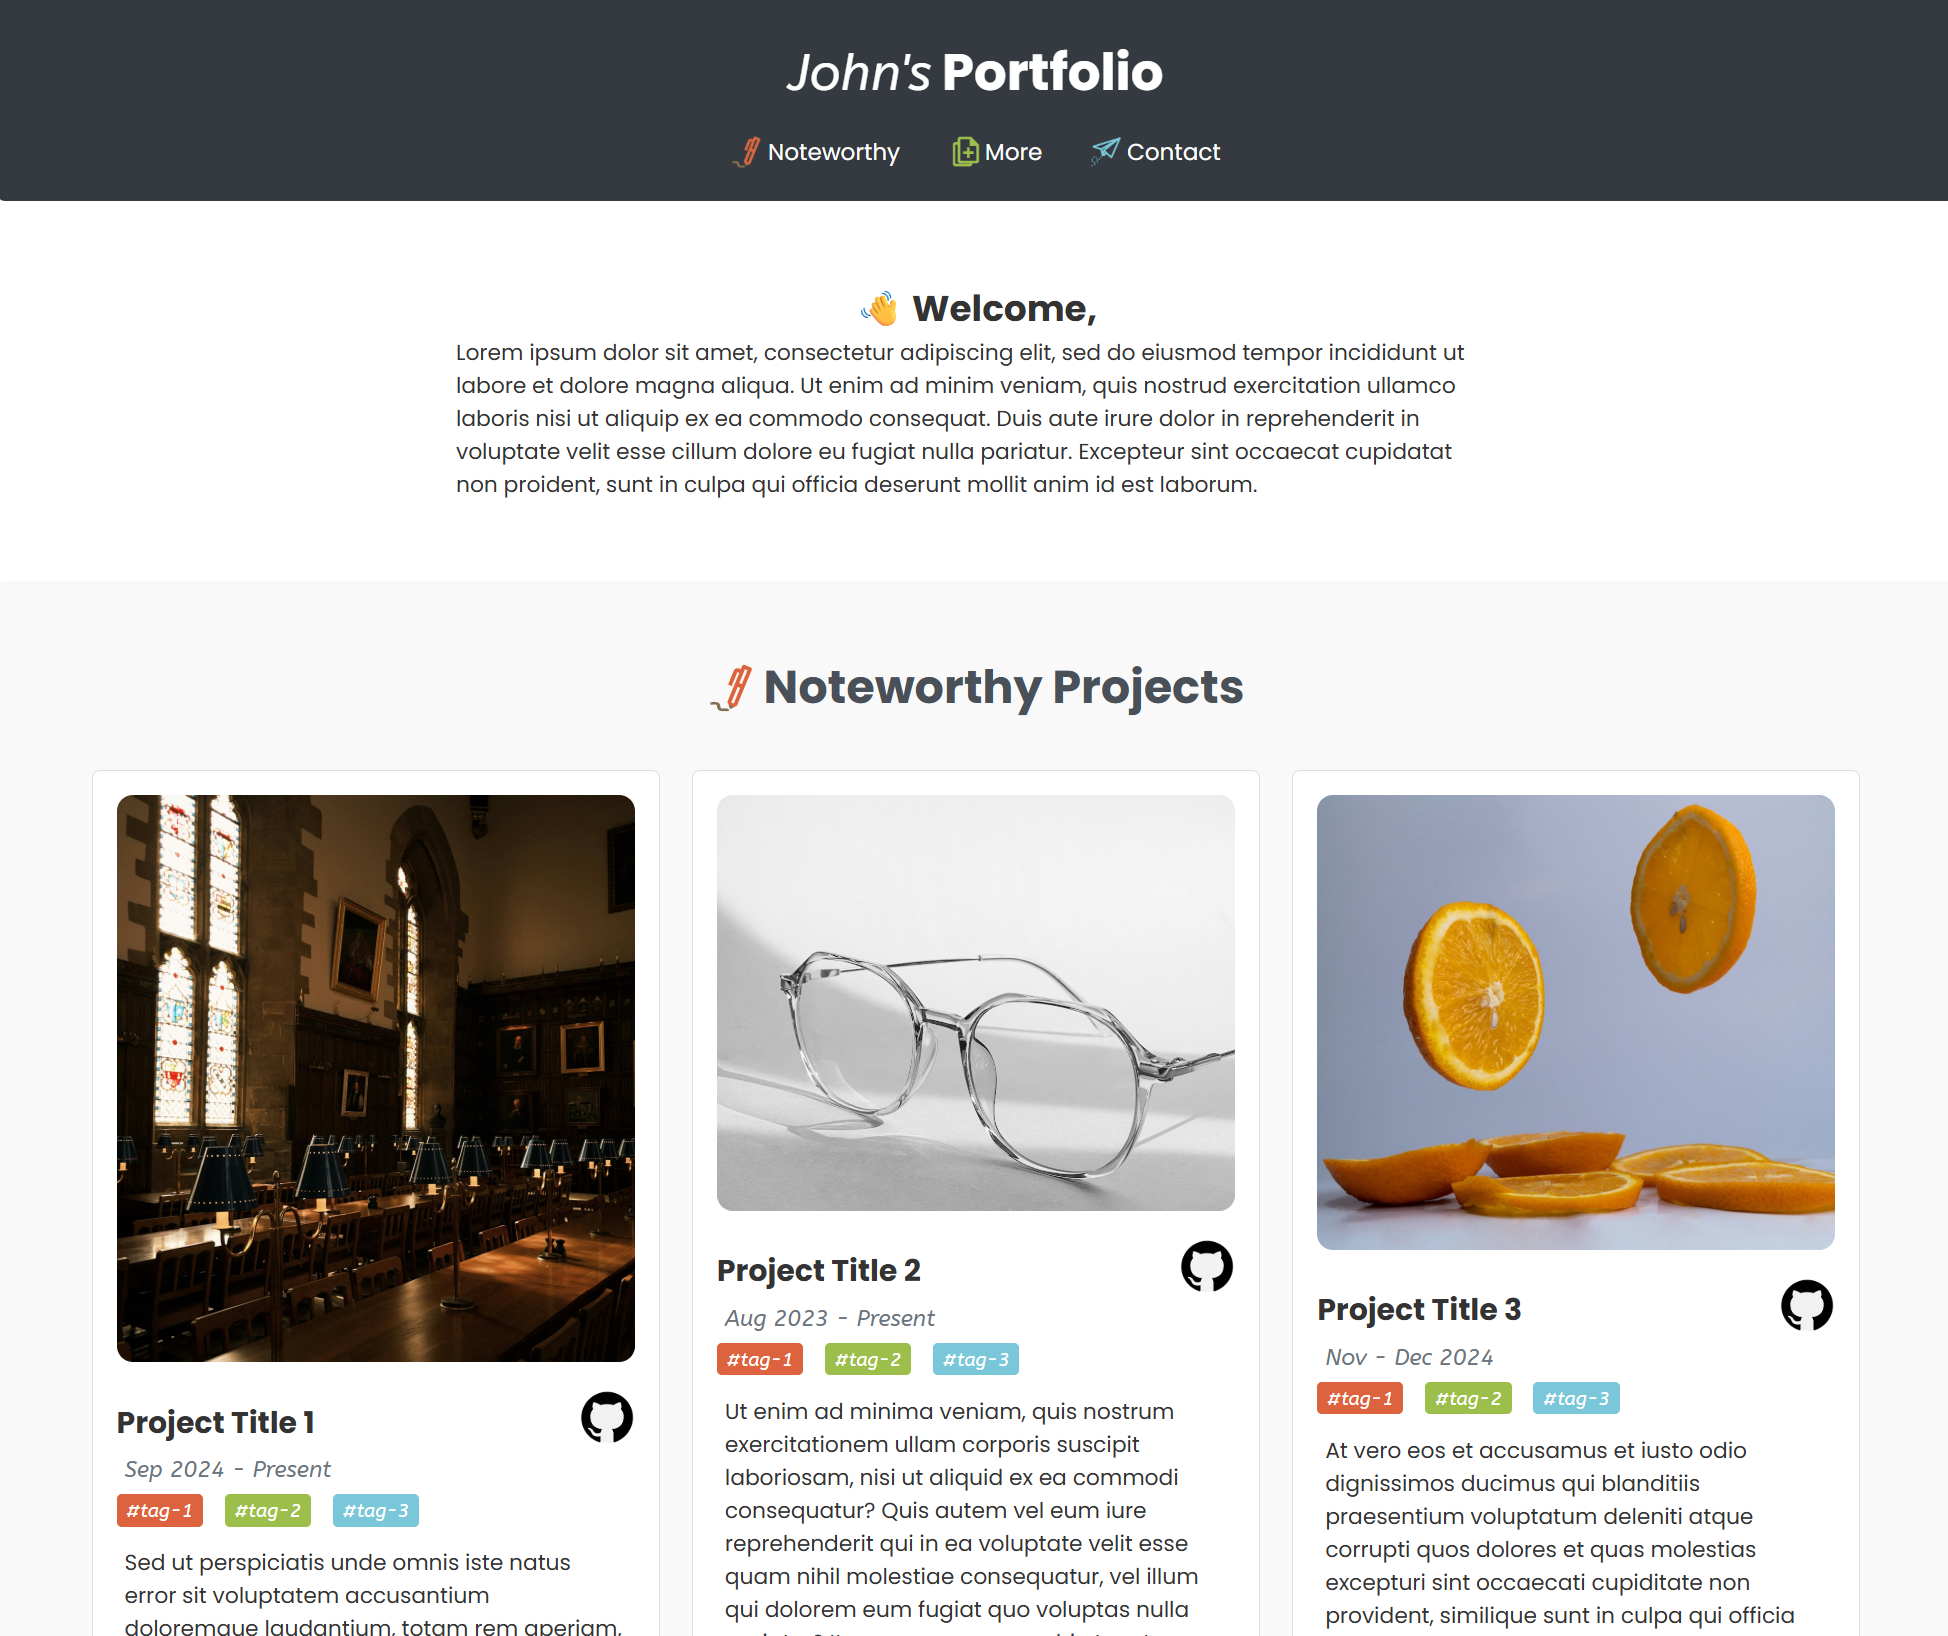 John's Portfolio
Noteworthy
More
Contact
👋 Welcome,
Lorem ipsum dolor sit amet, consectetur adipiscing elit, sed do eiusmod tempor incididunt ut
labore et dolore magna aliqua. Ut enim ad minim veniam, quis nostrud exercitation ullamco
laboris nisi ut aliquip ex ea commodo consequat. Duis aute irure dolor in reprehenderit in
voluptate velit esse cillum dolore eu fugiat nulla pariatur. Excepteur sint occaecat cupidatat
non proident, sunt in culpa qui officia deserunt mollit anim id est laborum.
Noteworthy Projects
Project Title 1
Sep 2024 - Present
#tag-1 #tag-2 #tag-3
Sed ut perspiciatis unde omnis iste natus
error sit voluptatem accusantium
doloremque laudantium, totam rem aperiam,
Project Title 2
Aug 2023 - Present
#tag-1 #tag-2 #tag-3
Ut enim ad minima veniam, quis nostrum
exercitationem ullam corporis suscipit
laboriosam, nisi ut aliquid ex ea commodi
consequatur? Quis autem vel eum iure
reprehenderit qui in ea voluptate velit esse
quam nihil molestiae consequatur, vel illum
qui dolorem eum fugiat quo voluptas nulla
Project Title 3
Nov - Dec 2024
#tag-1 #tag-2 #tag-3
At vero eos et accusamus et iusto odio
dignissimos ducimus qui blanditiis
praesentium voluptatum deleniti atque
corrupti quos dolores et quas molestias
excepturi sint occaecati cupiditate non
provident, similique sunt in culpa qui officia